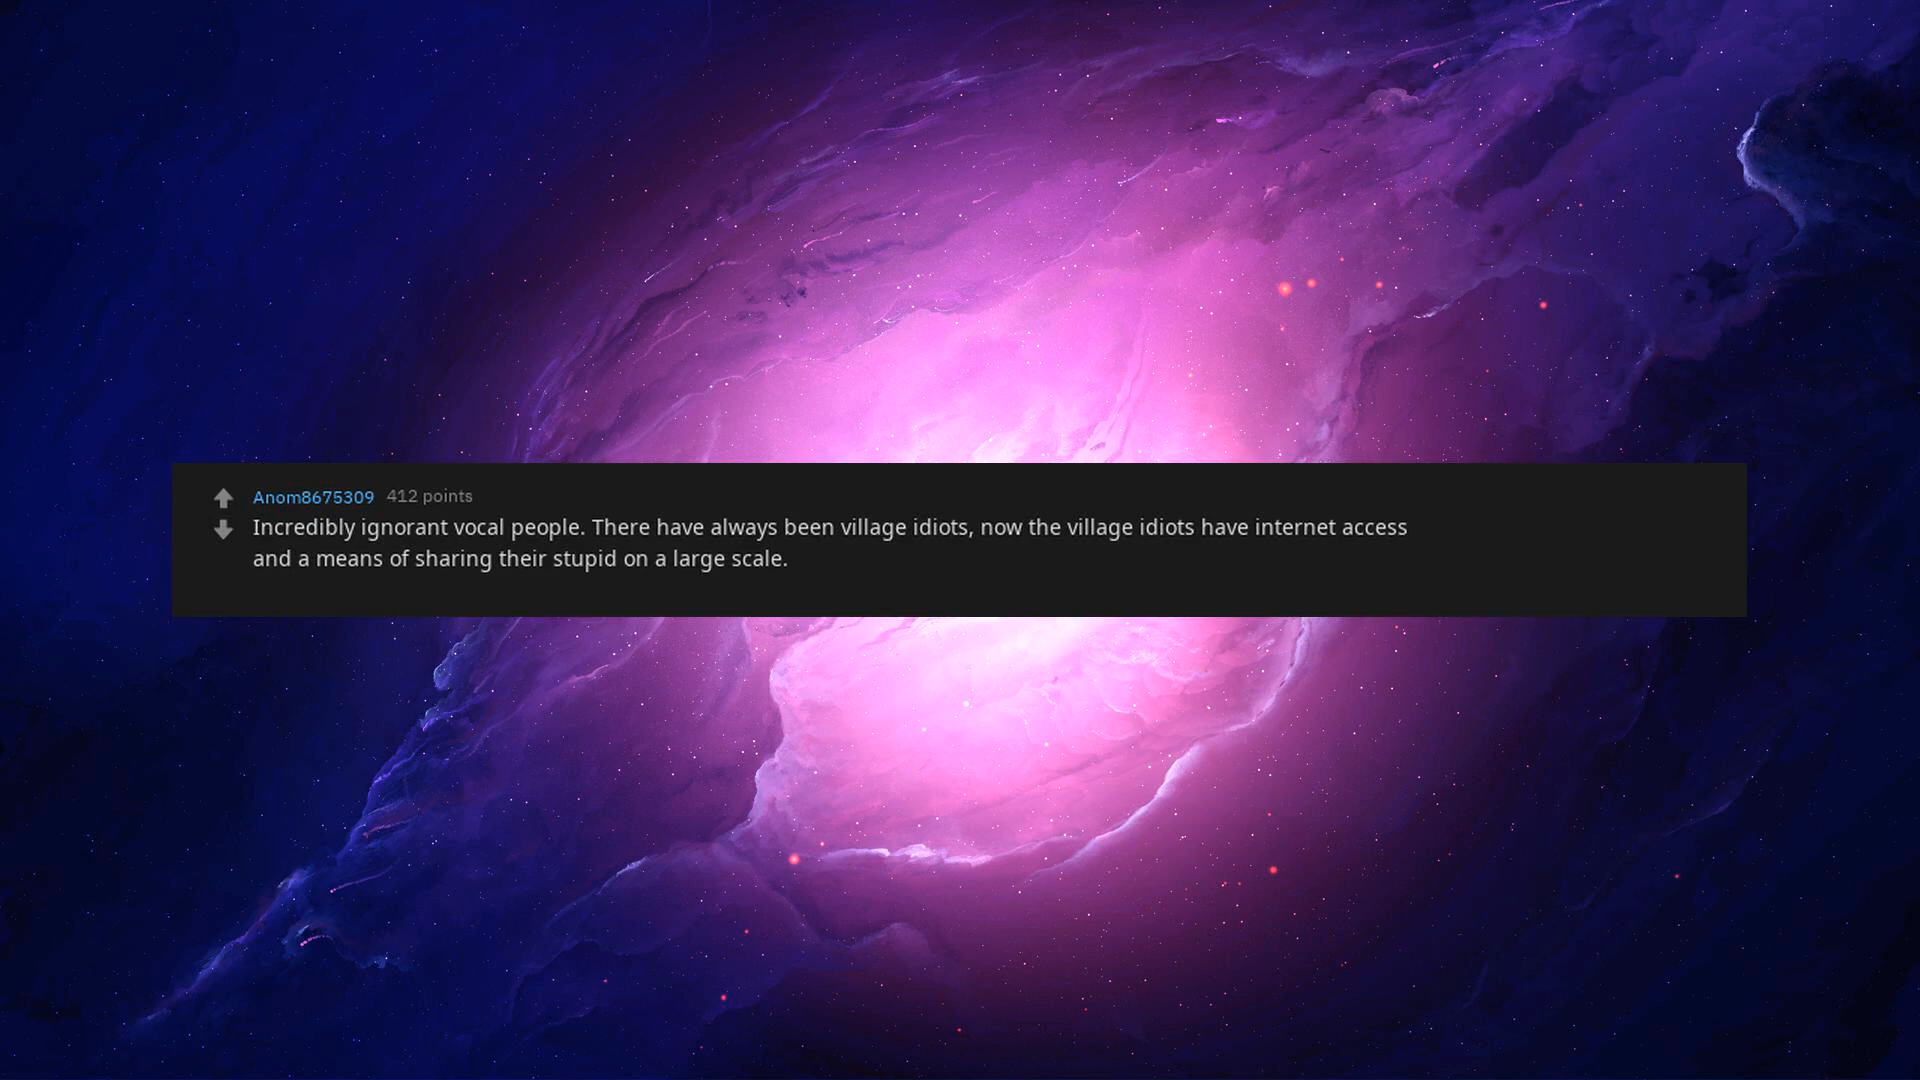 Anom8675309 412 points
Incredibly ignorant vocal people. There have always been village idiots, now the village idiots have internet access
and a means of sharing their stupid on a large scale.